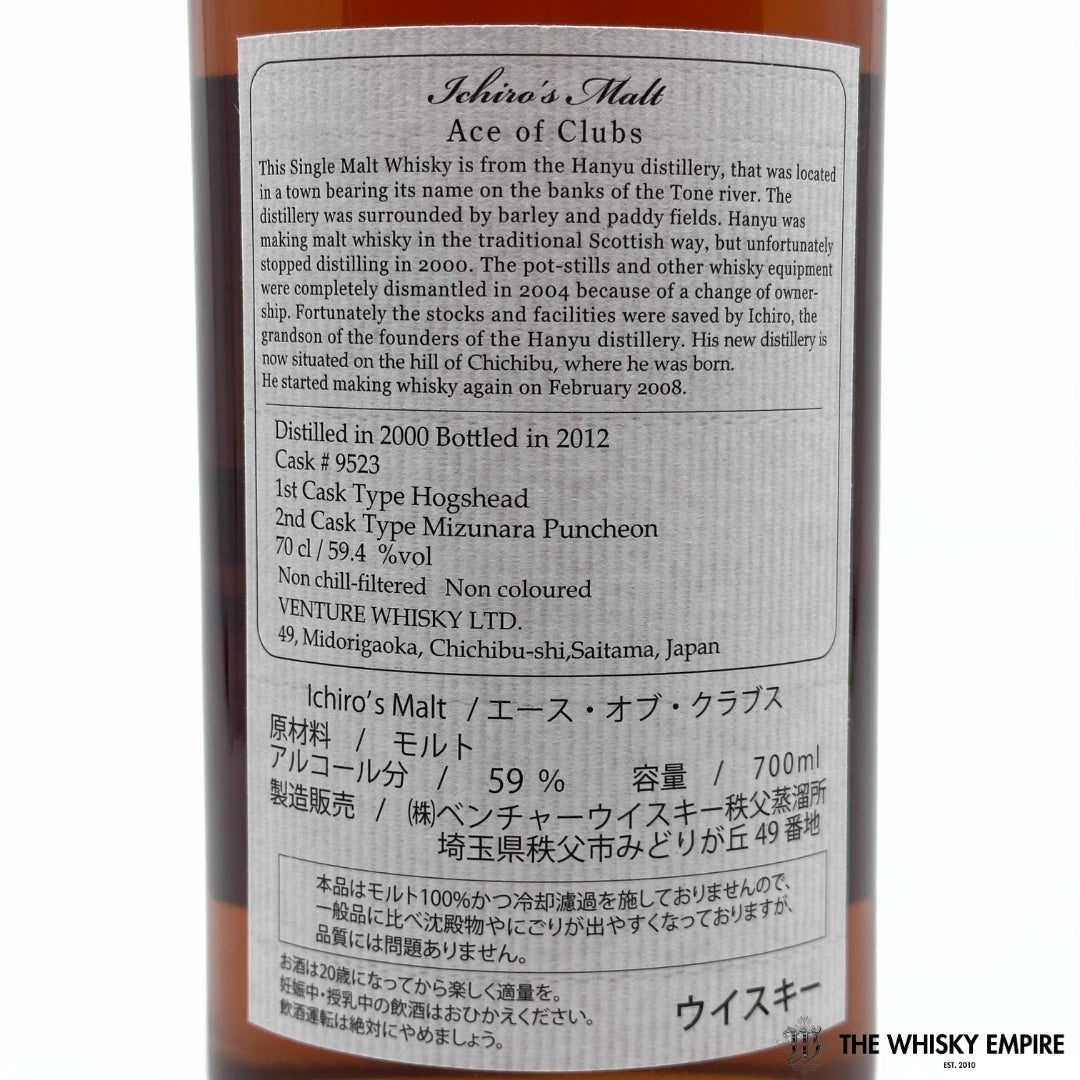 Ichiro's Malt
Ace of Clubs
This Single Malt Whisky is from the Hanyu distillery, that was located
in a town bearing its name on the banks of the Tone river. The
distillery was surrounded by barley and paddy fields. Hanyu was
making malt whisky in the traditional Scottish way, but unfortunately
stopped distilling in 2000. The pot-stills and other whisky equipment
were completely dismantled in 2004 because of a change of owner-
ship. Fortunately the stocks and facilities were saved by Ichiro, the
grandson of the founders of the Hanyu distillery. His new distillery is
now situated on the hill of Chichibu, where he was born.
He started making whisky again on February 2008.
Distilled in 2000 Bottled in 2012
Cask # 9523
1st Cask Type Hogshead
2nd Cask Type Mizunara Puncheon
70 cl / 59.4 %vol
Non chill-filtered Non coloured
VENTURE WHISKY LTD.
49, Midorigaoka, Chichibu-shi,Saitama, Japan
Ichiro's Malt / エース・オブ・クラブス
原材料 / モルト
アルコール分 / 59 % 容量 / 700ml
製造販売 / ㈱ベンチャーウイスキー秩父蒸溜所
埼玉県秩父市みどりが丘 49 番地
本品はモルト100%かつ冷却濾過を施しておりませんので、
一般品に比べ沈殿物やにごりが出やすくなっておりますが、
品質には問題ありません。
お酒は20歳になってから楽しく適量を。
妊娠中・授乳中の飲酒はおひかえください。
飲酒運転は絶対にやめましょう。
ウイスキー
THE WHISKY EMPIRE
EST. 2010